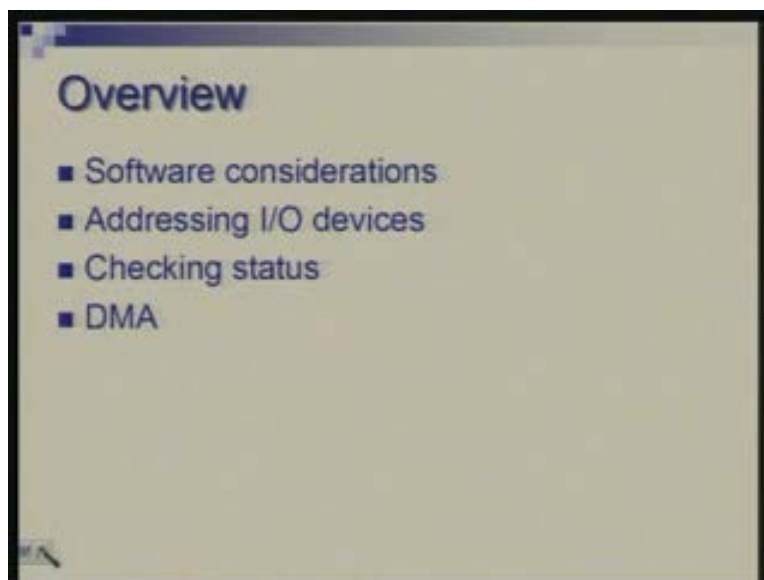 Overview
Software considerations
Addressing I/O devices
Checking status
DMA